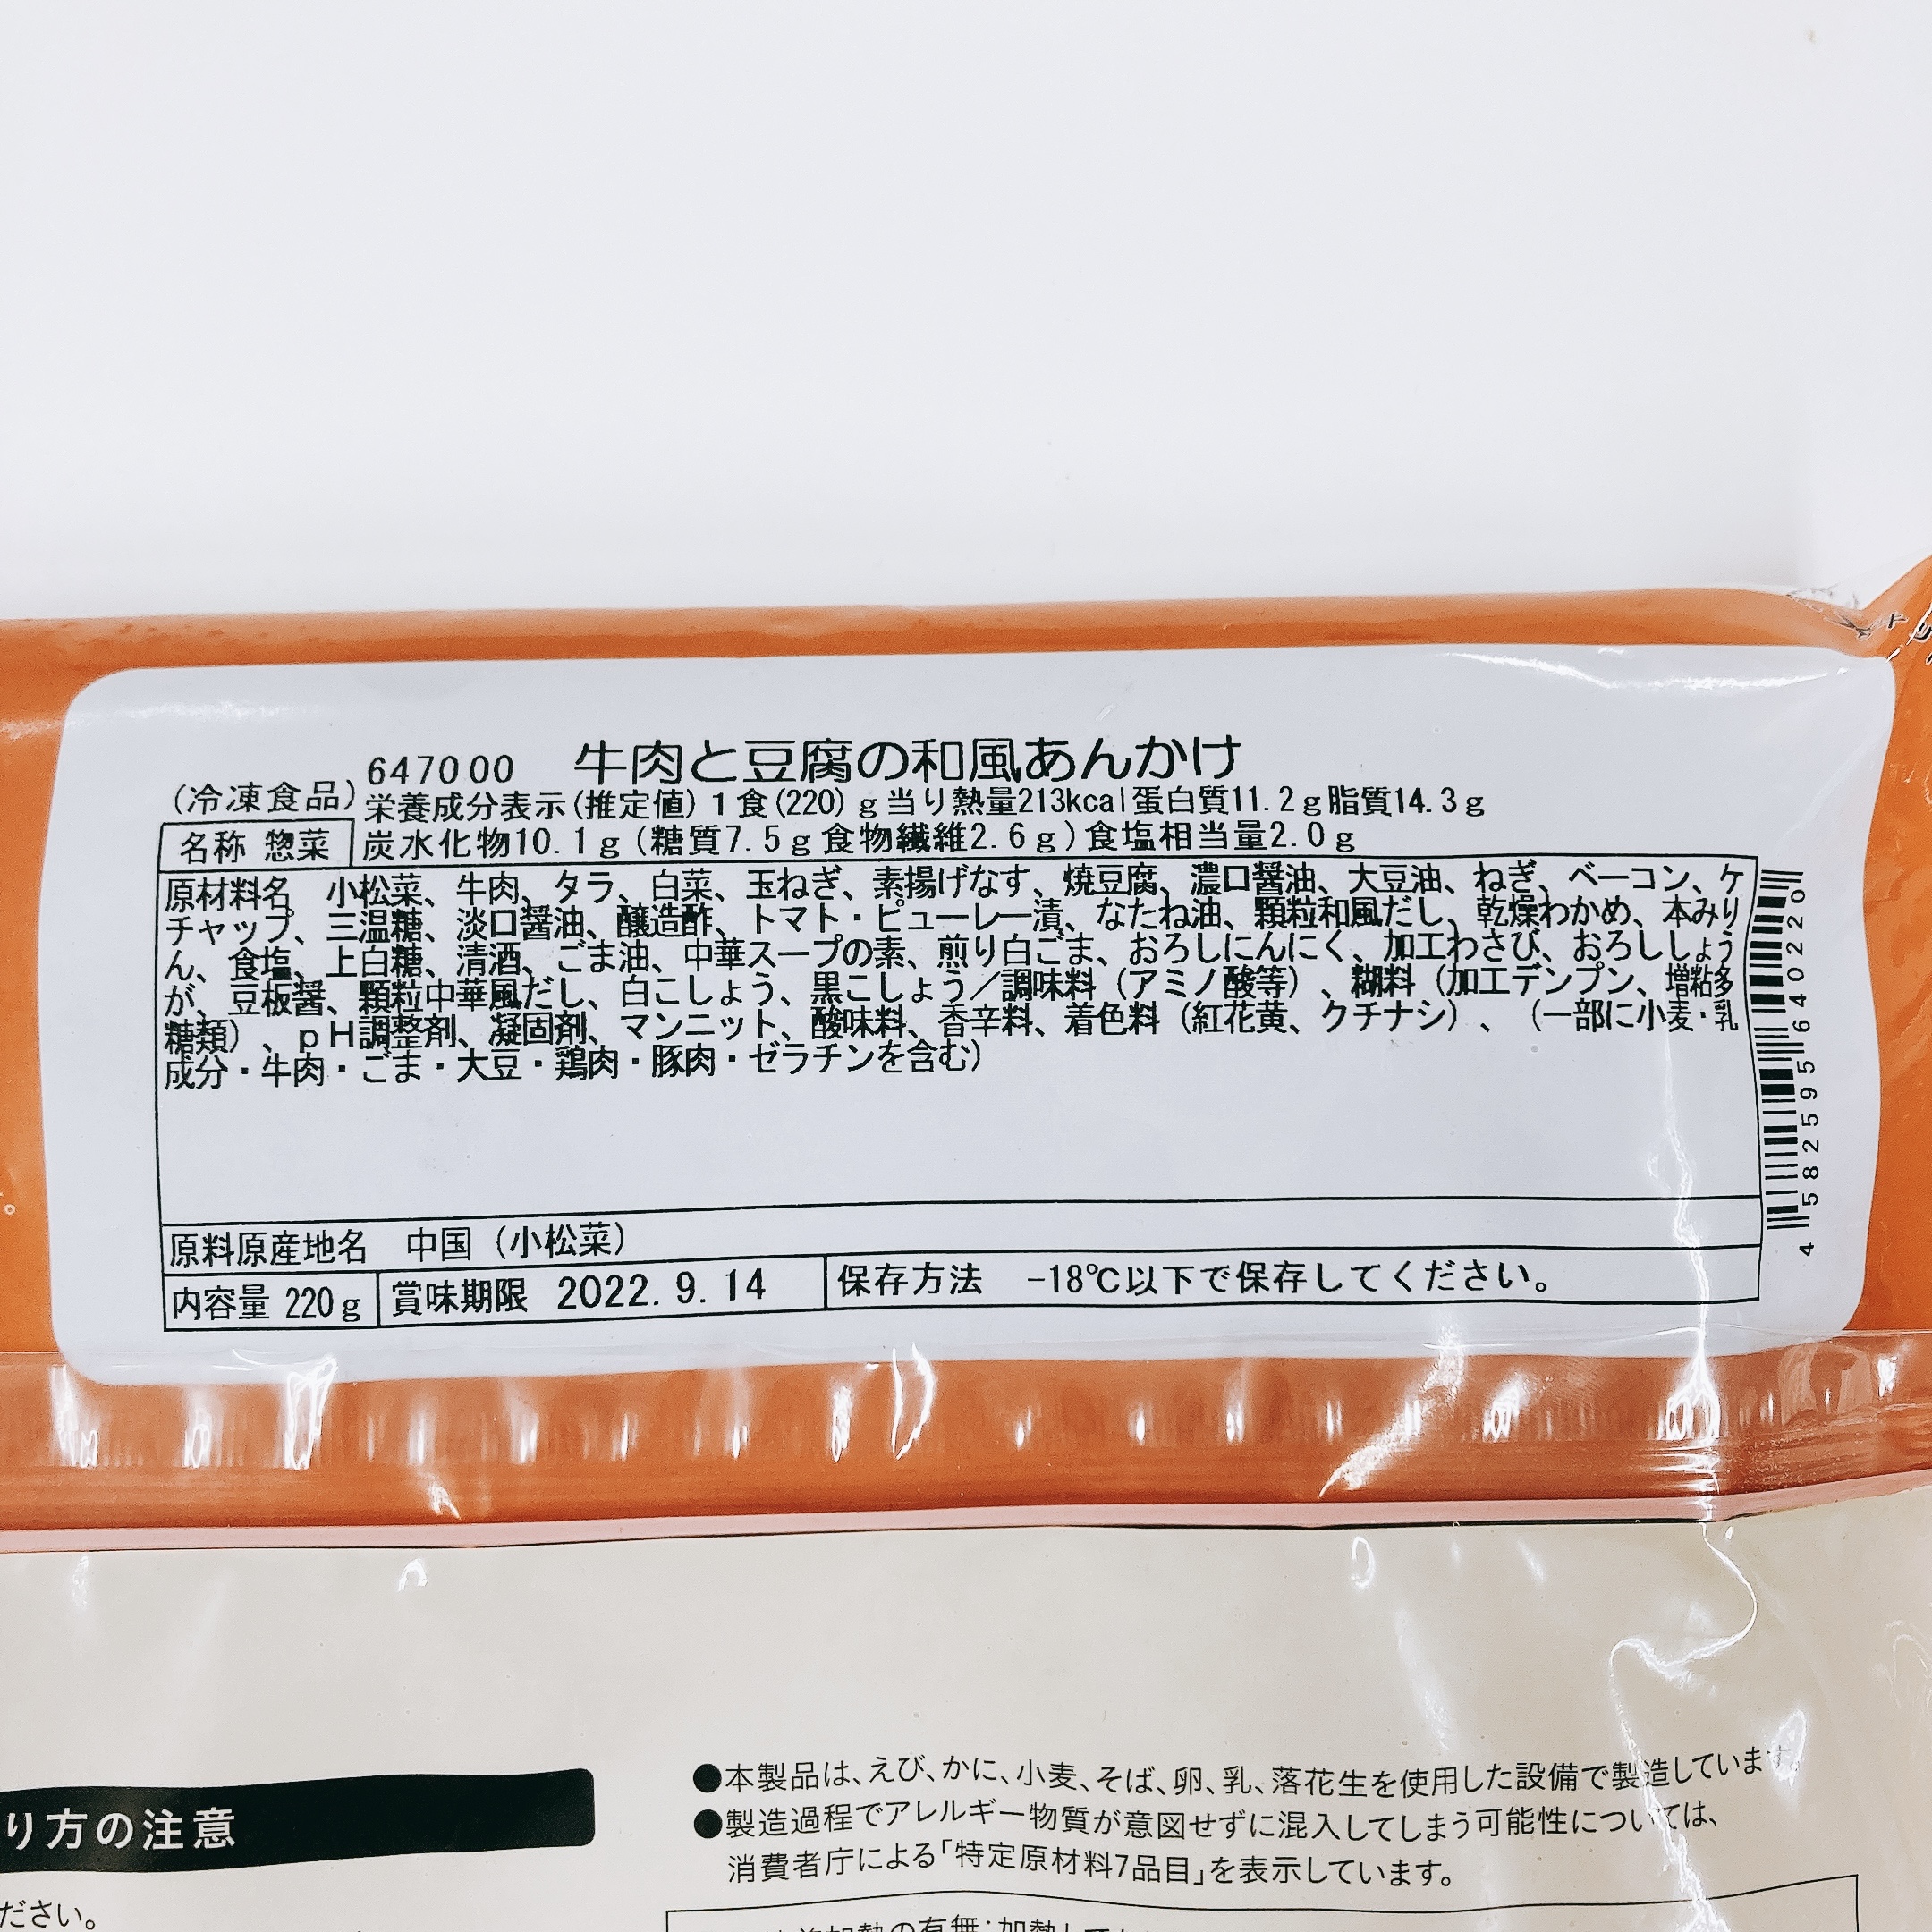 647000 牛肉と豆腐の和風あんかけ
(冷凍食品)
栄養成分表示(推定値)1食(220)g当り熱量213kcal蛋白質11.2g脂質14.3g
名称 惣菜
炭水化物10.1g(糖質7.5g食物繊維2.6g)食塩相当量2.0g
原材料名 小松菜、牛肉、タラ、白菜、玉ねぎ、素揚げなす、焼豆腐、濃口醤油、大豆油、ねぎ、ベーコン、ケ
チャップ、三温糖、淡口醤油、醸造酢、トマト・ピューレー漬、なたね油、顆粒和風だし、乾燥わかめ、本みり
ん、食塩、上白糖、清酒、ごま油、中華スープの素、煎り白ごま、おろしにんにく、加工わさび、おろししょう
が、豆板醤、顆粒中華風だし、白こしょう、黒こしょう/調味料(アミノ酸等)、糊料(加工デンプン、増粘多
糖類)、pH調整剤、凝固剤、マンニット、酸味料、香辛料、着色料(紅花黄、クチナシ)、(一部に小麦・乳
成分・牛肉・ごま・大豆・鶏肉・豚肉・ゼラチンを含む)
原料原産地名 中国(小松菜)
内容量 220g 賞味期限 2022.9.14 保存方法 -18℃以下で保存してください。
4582595640220
り方の注意
ださい。
●本製品は、えび、かに、小麦、そば、卵、乳、落花生を使用した設備で製造しています。
●製造過程でアレルギー物質が意図せずに混入してしまう可能性については、
消費者庁による「特定原材料7品目」を表示しています。